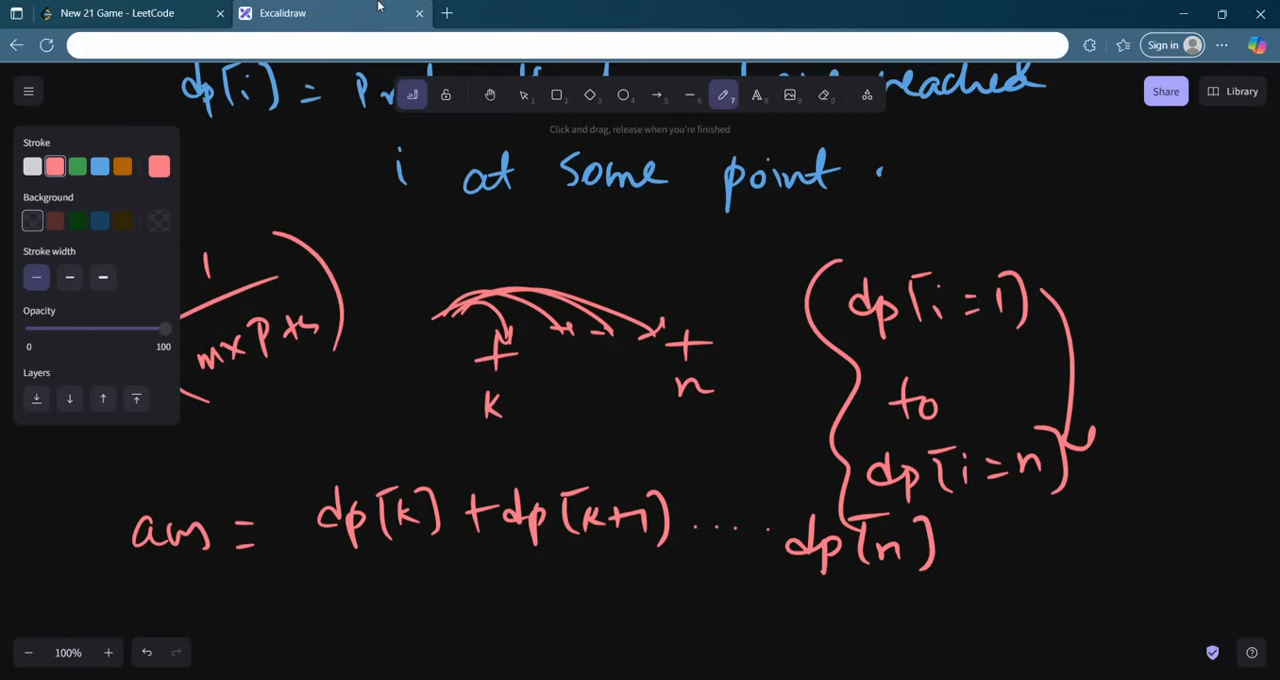 New 21 Game - LeetCode
Excalidraw
Sign in
dp[i] = reached
Share
Library
Click and drag, release when you're finished
Stroke
i at some point .
Background
Stroke width
1
m x P
Opacity
0 100
Layers
k
n
dp[i=1]
to
dp[i=n]
ans = dp[k] + dp[k+1] ..... dp[n]
100%